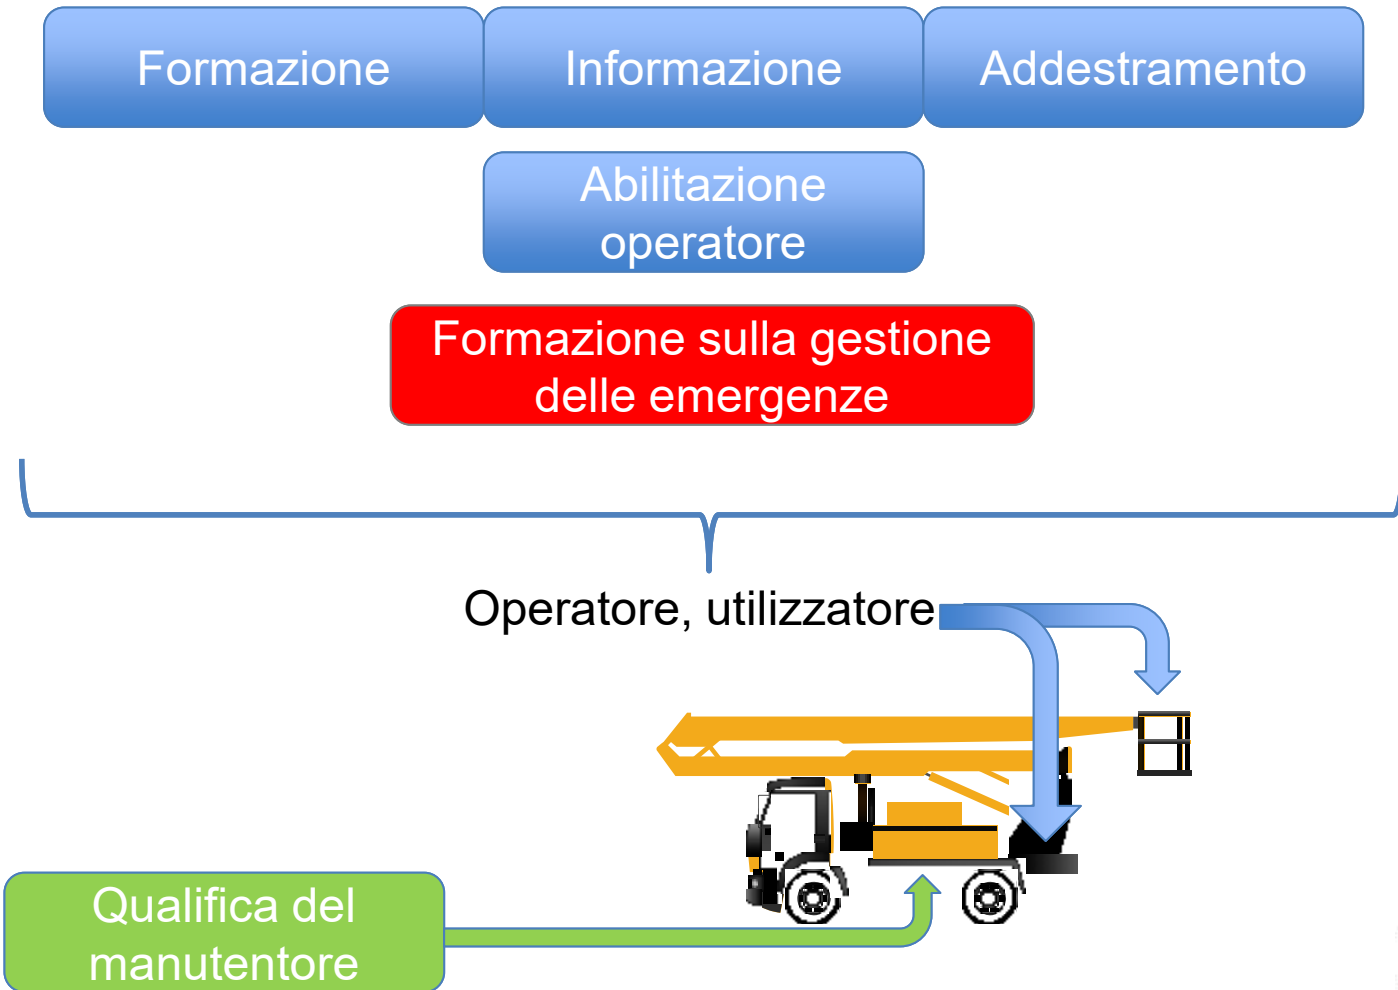 Formazione
Informazione
Addestramento
Abilitazione
operatore
Formazione sulla gestione
delle emergenze
Operatore, utilizzatore
Qualifica del
manutentore